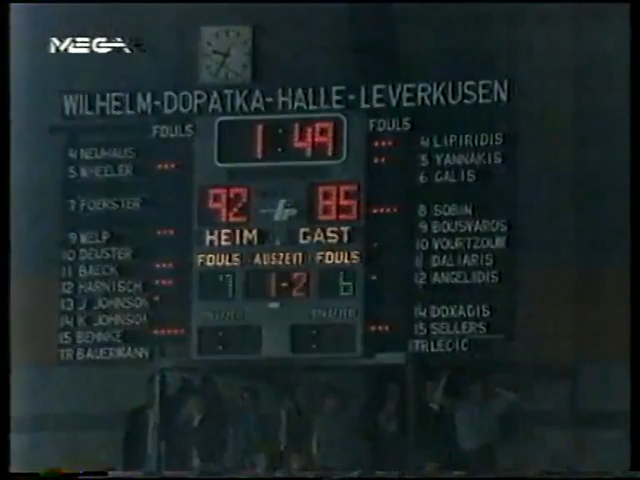 MEGA
WILHELM-DOPATKA-HALLE-LEVERKUSEN
FOULS 1:49 FOULS
4 NEUHAUS
5 WHEELER
7 FOERSTER
9 WELP
10 DEUSTER
11 BAECK
12 HARNISCH
13 J JOHNSON
14 K JOHNSON
15 BEHNKE
TR BAUERMANN
92 85
HEIM GAST
FOULS AUSZEIT FOULS
7 1-2 6
4 LIPIRIDIS
5 YANNAKIS
6 GALIS
8 SOBIN
9 BOUSVAROS
10 VOURTZOUM
11 DALIARIS
12 ANGELIDIS
14 DOXAGIS
15 SELLERS
TR LECIC